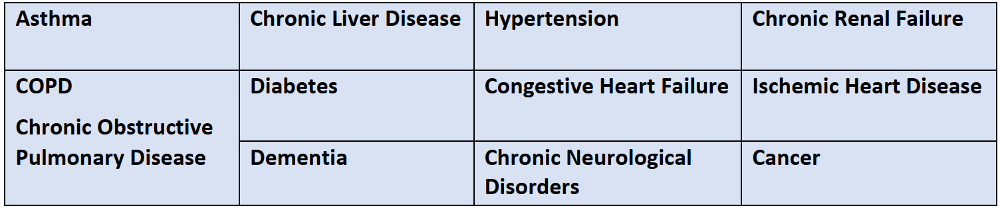 Asthma
Chronic Liver Disease
Hypertension
Chronic Renal Failure
COPD
Chronic Obstructive
Pulmonary Disease
Diabetes
Congestive Heart Failure
Ischemic Heart Disease
Dementia
Chronic Neurological
Disorders
Cancer